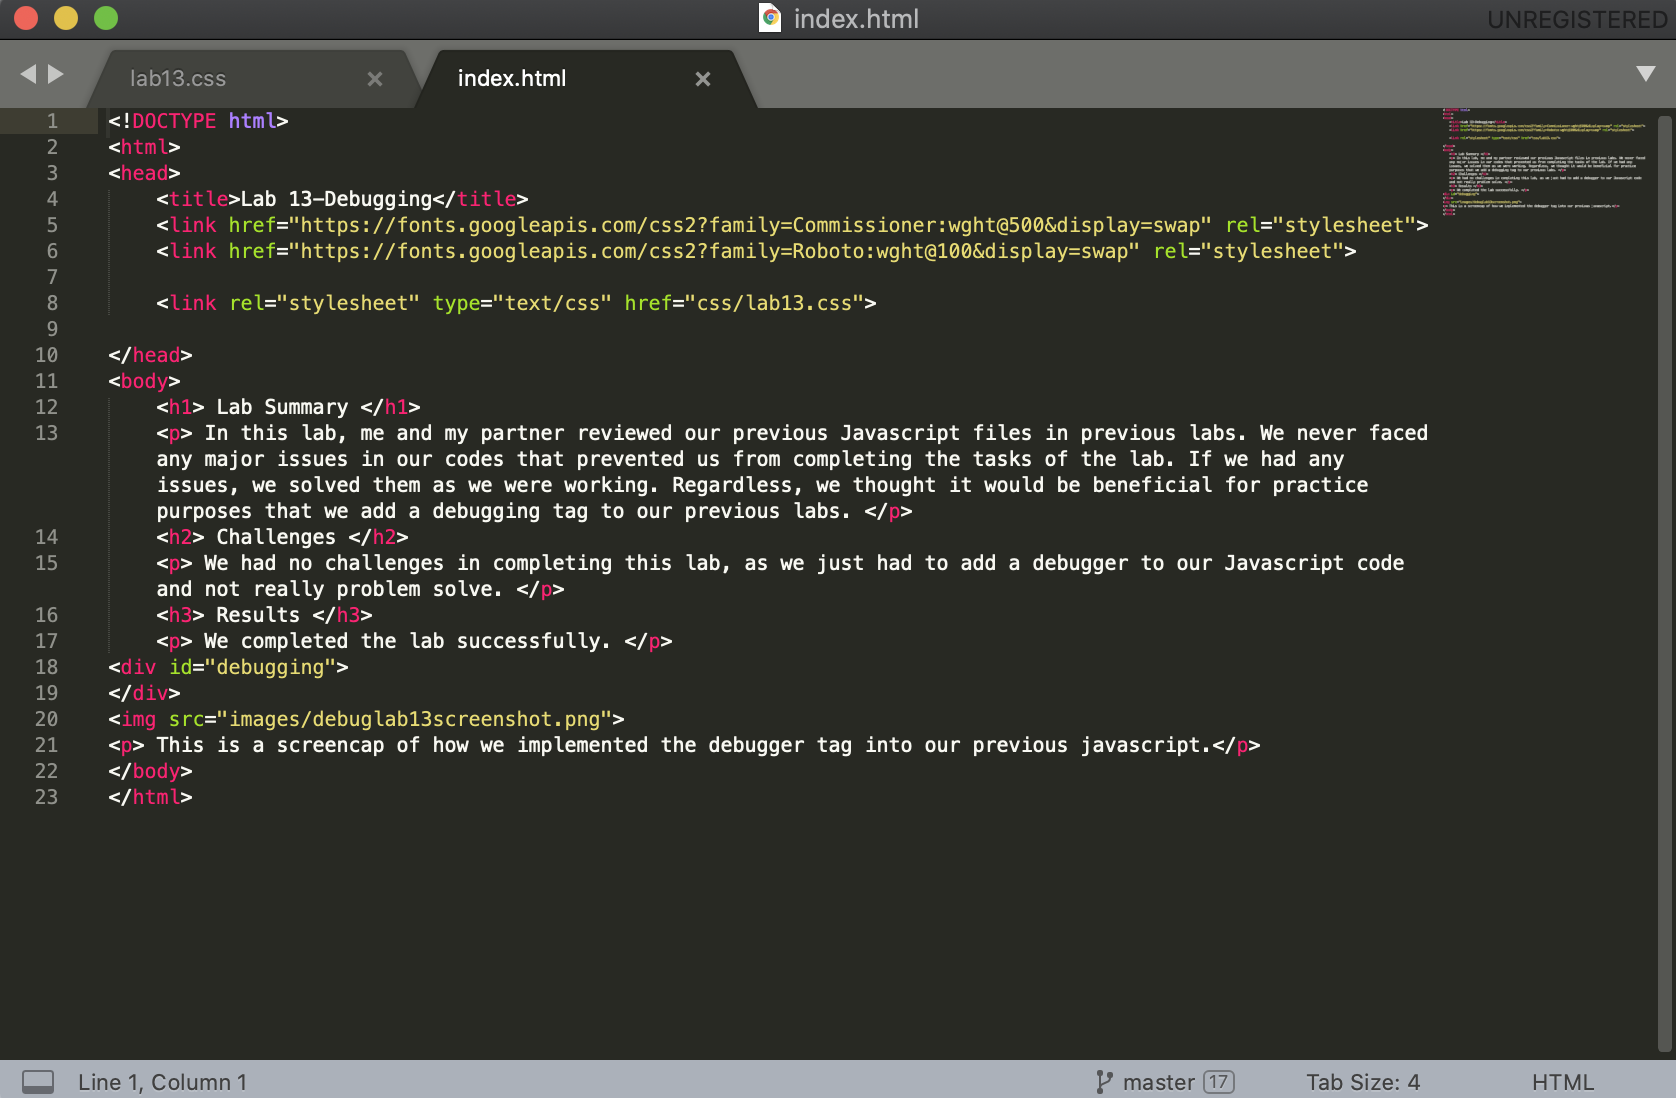 index.html
UNREGISTERED
lab13.css
index.html
1 <!DOCTYPE html>
2 <html>
3 <head>
4 <title>Lab 13-Debugging</title>
5 <link href="https://fonts.googleapis.com/css2?family=Commissioner:wght@500&display=swap" rel="stylesheet">
6 <link href="https://fonts.googleapis.com/css2?family=Roboto:wght@100&display=swap" rel="stylesheet">
7
8 <link rel="stylesheet" type="text/css" href="css/lab13.css">
9
10 </head>
11 <body>
12 <h1> Lab Summary </h1>
13 <p> In this lab, me and my partner reviewed our previous Javascript files in previous labs. We never faced
any major issues in our codes that prevented us from completing the tasks of the lab. If we had any
issues, we solved them as we were working. Regardless, we thought it would be beneficial for practice
purposes that we add a debugging tag to our previous labs. </p>
14 <h2> Challenges </h2>
15 <p> We had no challenges in completing this lab, as we just had to add a debugger to our Javascript code
and not really problem solve. </p>
16 <h3> Results </h3>
17 <p> We completed the lab successfully. </p>
18 <div id="debugging">
19 </div>
20 <img src="images/debuglab13screenshot.png">
21 <p> This is a screencap of how we implemented the debugger tag into our previous javascript.</p>
22 </body>
23 </html>
Line 1, Column 1
master 17
Tab Size: 4
HTML